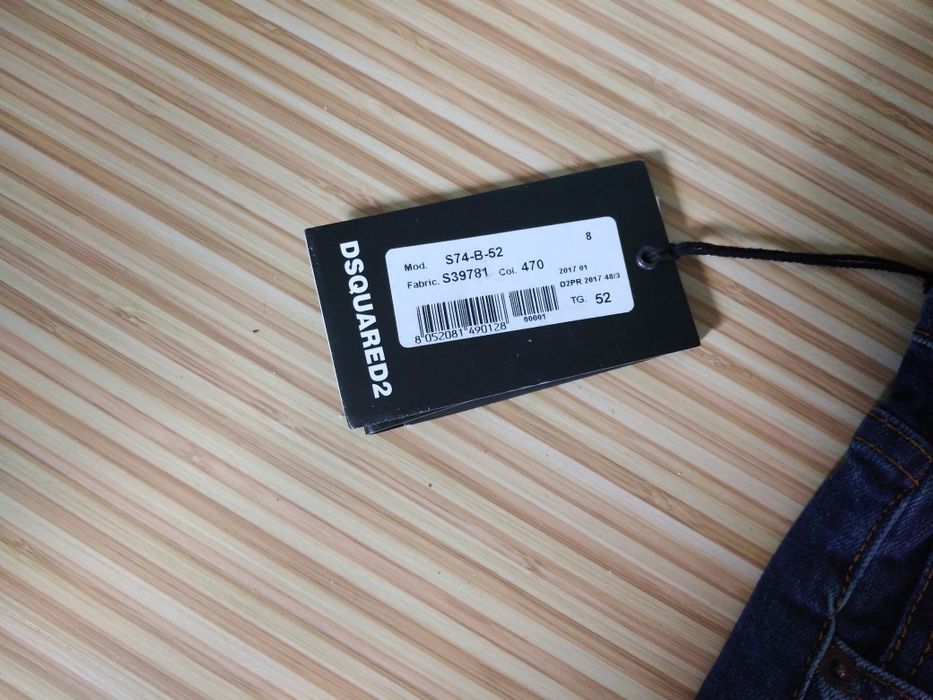 DSQUARED2
8
Mod. S74-B-52
Fabric. S39781 Col. 470 2017 01
D2PR 2017 48/3
TG. 52
00001
8 052081 490128